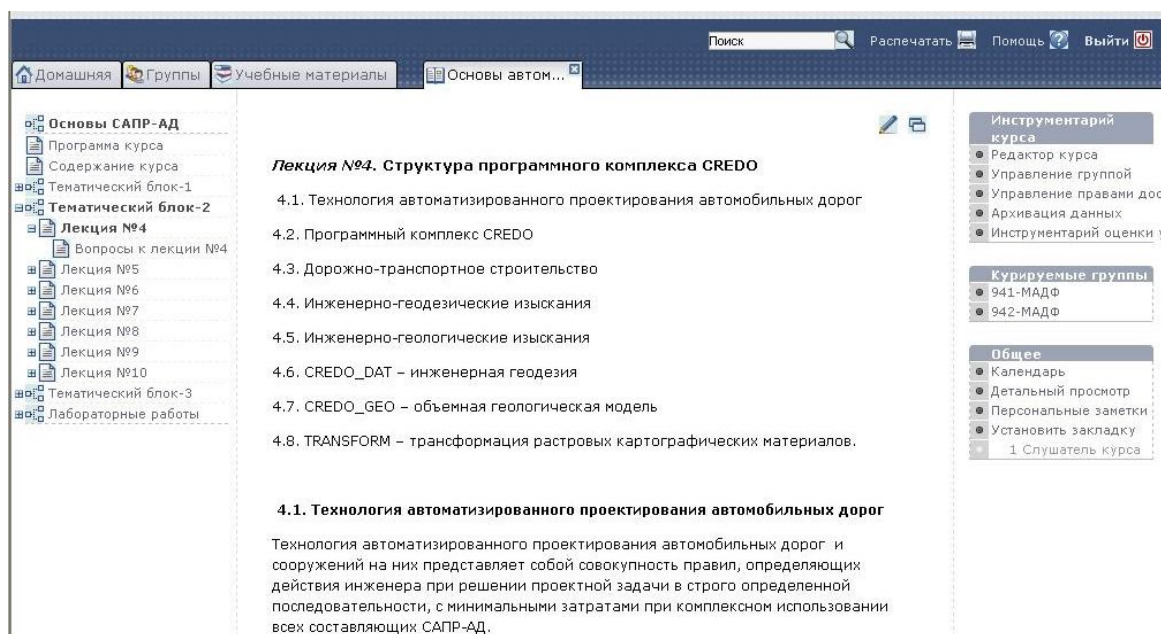 Поиск
Распечатать
Помощь
Выйти
Домашняя
Группы
Учебные материалы
Основы автом...
Основы САПР-АД
Программа курса
Содержание курса
Тематический блок-1
Тематический блок-2
Лекция №4
Вопросы к лекции №4
Лекция №5
Лекция №6
Лекция №7
Лекция №8
Лекция №9
Лекция №10
Тематический блок-3
Лабораторные работы
Лекция №4. Структура программного комплекса CREDO
4.1. Технология автоматизированного проектирования автомобильных дорог
4.2. Программный комплекс CREDO
4.3. Дорожно-транспортное строительство
4.4. Инженерно-геодезические изыскания
4.5. Инженерно-геологические изыскания
4.6. CREDO_DAT – инженерная геодезия
4.7. CREDO_GEO – объемная геологическая модель
4.8. TRANSFORM – трансформация растровых картографических материалов.
4.1. Технология автоматизированного проектирования автомобильных дорог
Технология автоматизированного проектирования автомобильных дорог и
сооружений на них представляет собой совокупность правил, определяющих
действия инженера при решении проектной задачи в строго определенной
последовательности, с минимальными затратами при комплексном использовании
всех составляющих САПР-АД.
Инструментарий
курса
Редактор курса
Управление группой
Управление правами дос
Архивация данных
Инструментарий оценки
Курируемые группы
941-МАДФ
942-МАДФ
Общее
Календарь
Детальный просмотр
Персональные заметки
Установить закладку
1 Слушатель курса